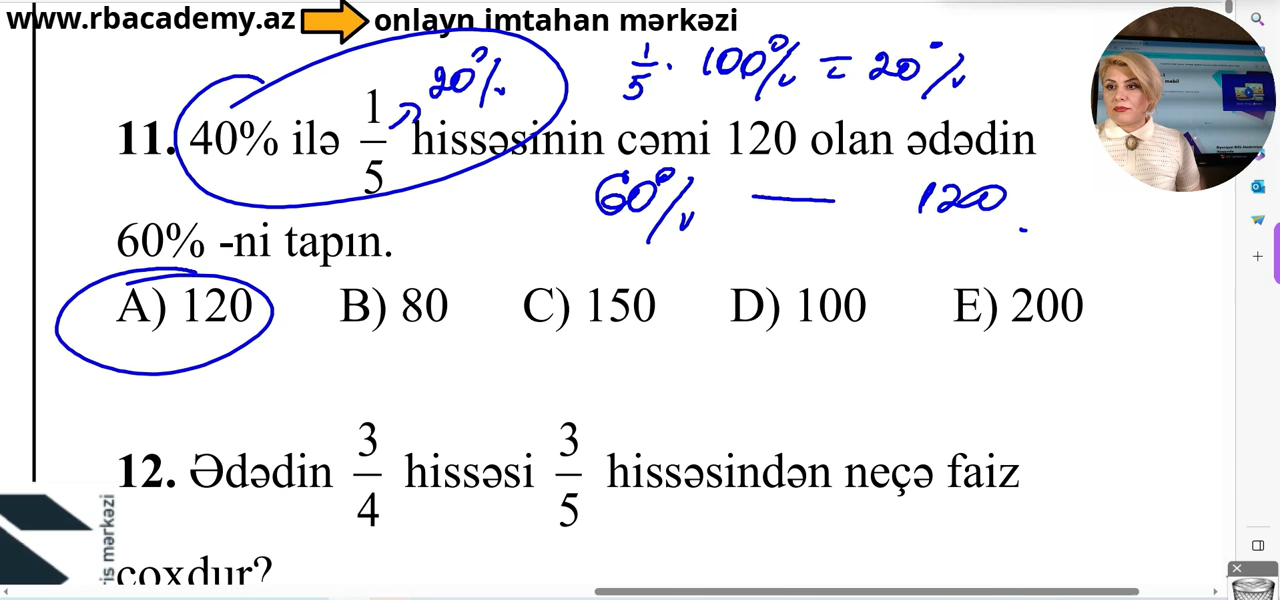 www.rbacademy.az onlayn imtahan mərkəzi
1/5 · 100% = 20%
20%
11. 40% ilə 1/5 hissəsinin cəmi 120 olan ədədin
60% — 120
60% -ni tapın.
A) 120 B) 80 C) 150 D) 100 E) 200
12. Ədədin 3/4 hissəsi 3/5 hissəsindən neçə faiz
çoxdur?
is mərkəzi